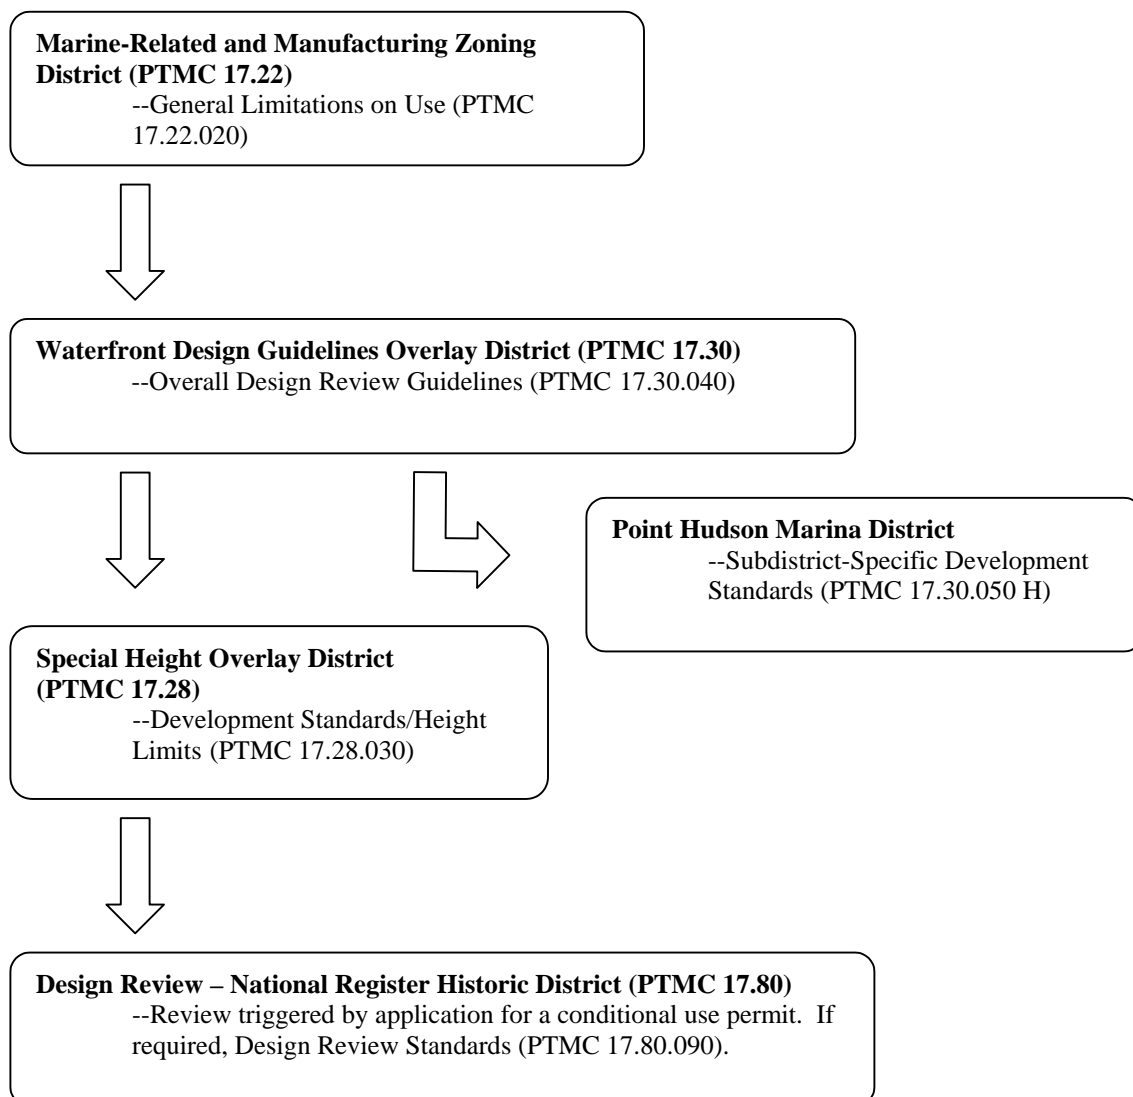 Marine-Related and Manufacturing Zoning
District (PTMC 17.22)
--General Limitations on Use (PTMC
17.22.020)
Waterfront Design Guidelines Overlay District (PTMC 17.30)
--Overall Design Review Guidelines (PTMC 17.30.040)
Point Hudson Marina District
--Subdistrict-Specific Development
Standards (PTMC 17.30.050 H)
Special Height Overlay District
(PTMC 17.28)
--Development Standards/Height
Limits (PTMC 17.28.030)
Design Review – National Register Historic District (PTMC 17.80)
--Review triggered by application for a conditional use permit.  If
required, Design Review Standards (PTMC 17.80.090).